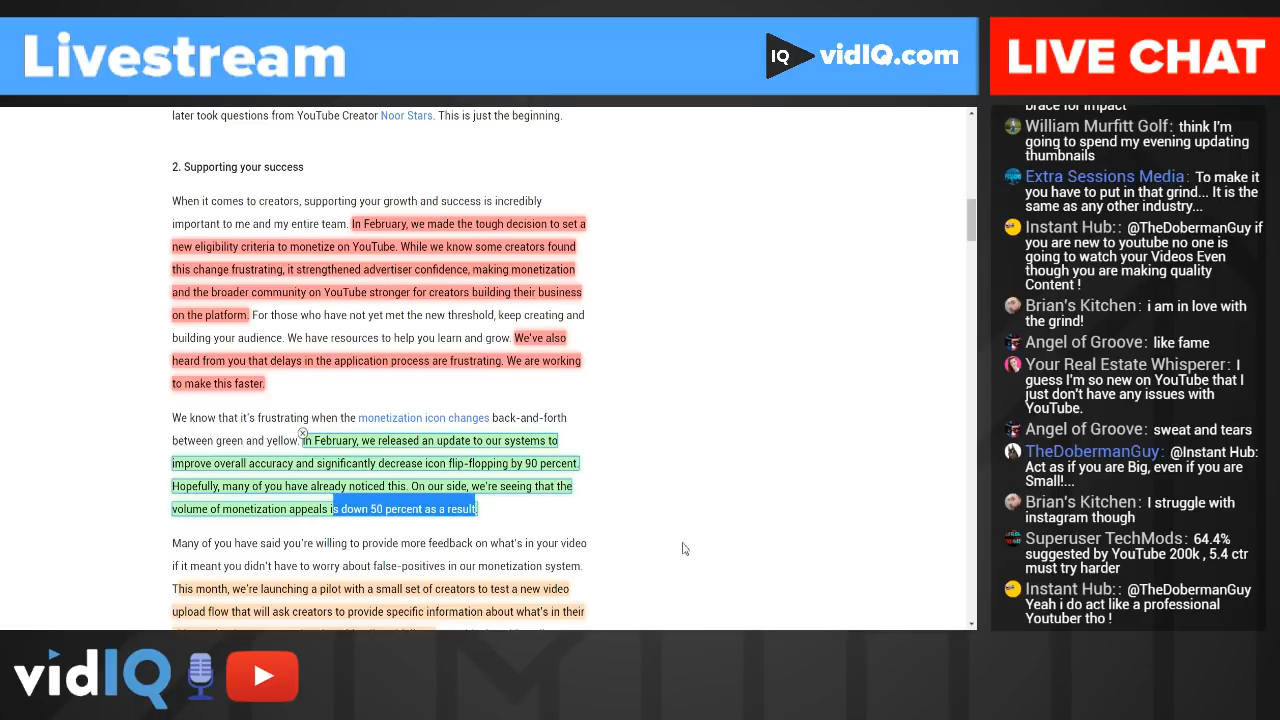 Livestream
IQ vidIQ.com
LIVE CHAT
later took questions from YouTube Creator Noor Stars. This is just the beginning.
2. Supporting your success
When it comes to creators, supporting your growth and success is incredibly
important to me and my entire team. In February, we made the tough decision to set a
new eligibility criteria to monetize on YouTube. While we know some creators found
this change frustrating, it strengthened advertiser confidence, making monetization
and the broader community on YouTube stronger for creators building their business
on the platform. For those who have not yet met the new threshold, keep creating and
building your audience. We have resources to help you learn and grow. We've also
heard from you that delays in the application process are frustrating. We are working
to make this faster.
We know that it's frustrating when the monetization icon changes back-and-forth
between green and yellow. In February, we released an update to our systems to
improve overall accuracy and significantly decrease icon flip-flopping by 90 percent.
Hopefully, many of you have already noticed this. On our side, we're seeing that the
volume of monetization appeals is down 50 percent as a result.
Many of you have said you're willing to provide more feedback on what's in your video
if it meant you didn't have to worry about false-positives in our monetization system.
This month, we're launching a pilot with a small set of creators to test a new video
upload flow that will ask creators to provide specific information about what's in their
brace for impact
William Murfitt Golf: think I'm
going to spend my evening updating
thumbnails
Extra Sessions Media: To make it
you have to put in that grind... It is the
same as any other industry...
Instant Hub:: @TheDobermanGuy if
you are new to youtube no one is
going to watch your Videos Even
though you are making quality
Content !
Brian's Kitchen: i am in love with
the grind!
Angel of Groove: like fame
Your Real Estate Whisperer: I
guess I'm so new on YouTube that I
just don't have any issues with
YouTube.
Angel of Groove: sweat and tears
TheDobermanGuy: @Instant Hub:
Act as if you are Big, even if you are
Small!...
Brian's Kitchen: I struggle with
instagram though
Superuser TechMods: 64.4%
suggested by YouTube 200k , 5.4 ctr
must try harder
Instant Hub:: @TheDobermanGuy
Yeah i do act like a professional
Youtuber tho !
vidIQ